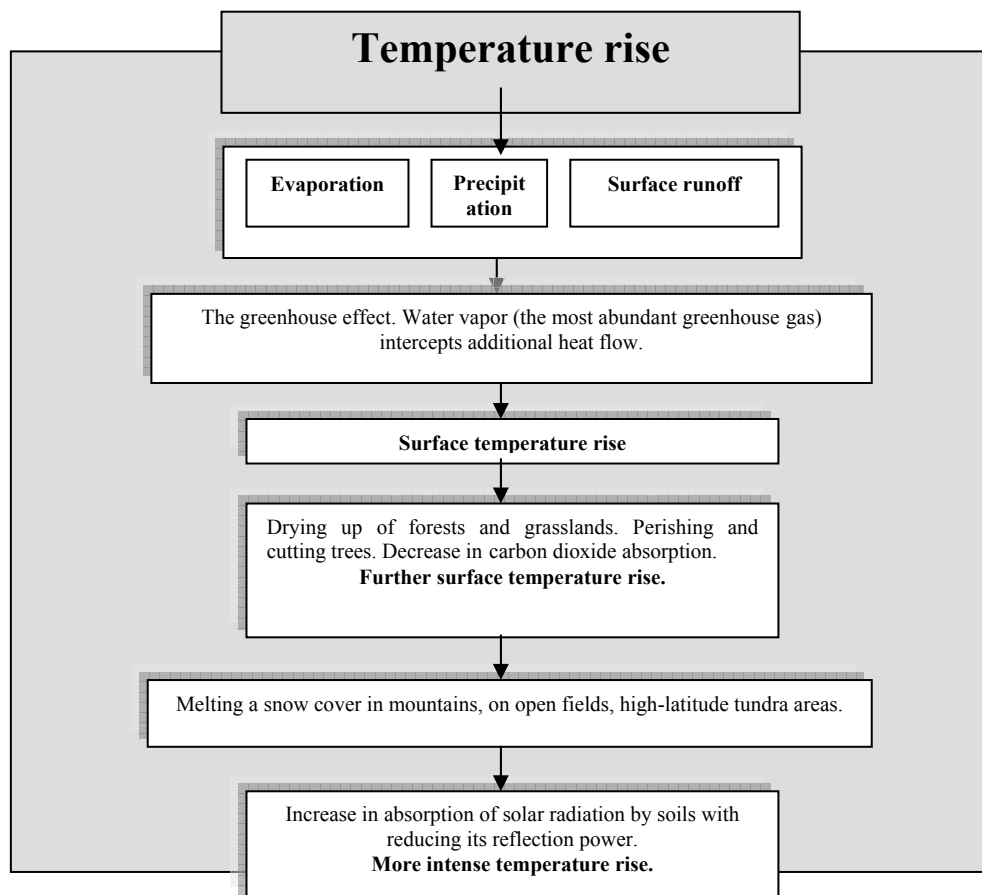 Temperature rise
Evaporation
Precipit
ation
Surface runoff
The greenhouse effect. Water vapor (the most abundant greenhouse gas)
intercepts additional heat flow.
Surface temperature rise
Drying up of forests and grasslands. Perishing and
cutting trees. Decrease in carbon dioxide absorption.
Further surface temperature rise.
Melting a snow cover in mountains, on open fields, high-latitude tundra areas.
Increase in absorption of solar radiation by soils with
reducing its reflection power.
More intense temperature rise.